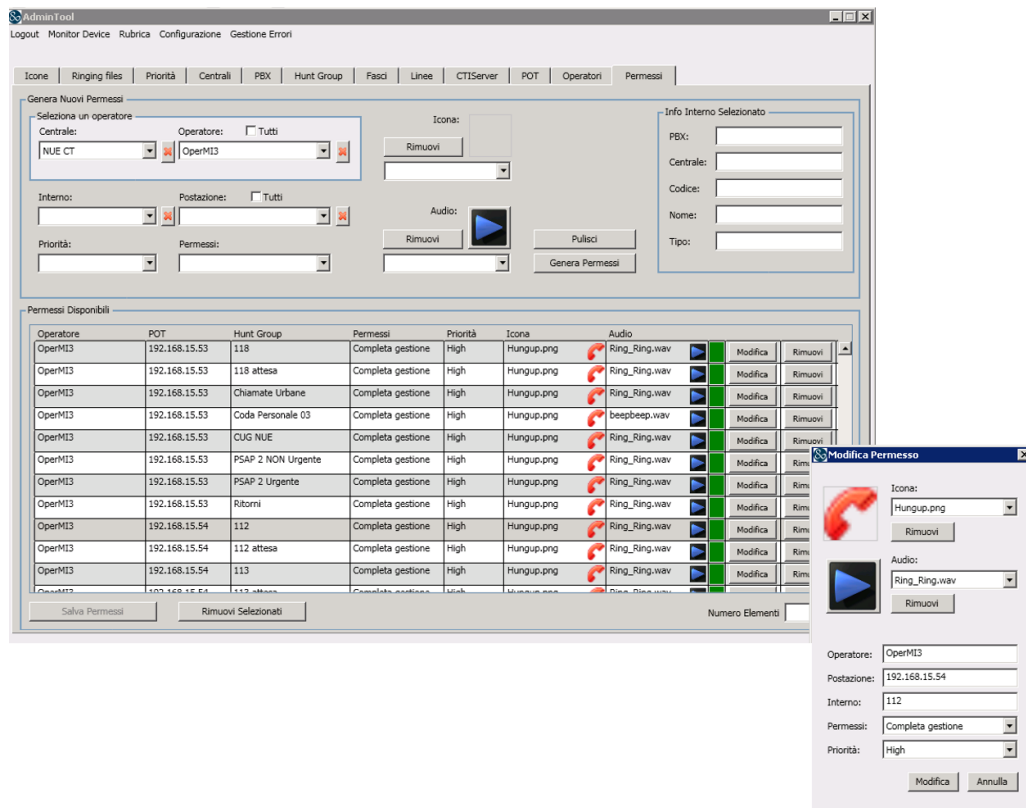 AdminTool
Logout Monitor Device Rubrica Configurazione Gestione Errori
Icone Ringing files Priorità Centrali PBX Hunt Group Fasci Linee CTIServer POT Operatori Permessi
Genera Nuovi Permessi
Seleziona un operatore
Centrale: Operatore: Tutti
NUE CT OperMI3
Interno: Postazione: Tutti
Priorità: Permessi:
Icona:
Rimuovi
Audio:
Rimuovi
Pulisci
Genera Permessi
Info Interno Selezionato
PBX:
Centrale:
Codice:
Nome:
Tipo:
Permessi Disponibili
Operatore POT Hunt Group Permessi Priorità Icona Audio
OperMI3 192.168.15.53 118 Completa gestione High Hungup.png Ring_Ring.wav Modifica Rimuovi
OperMI3 192.168.15.53 118 attesa Completa gestione High Hungup.png Ring_Ring.wav Modifica Rimuovi
OperMI3 192.168.15.53 Chiamate Urbane Completa gestione High Hungup.png Ring_Ring.wav Modifica Rimuovi
OperMI3 192.168.15.53 Coda Personale 03 Completa gestione High Hungup.png beepbeep.wav Modifica Rimuovi
OperMI3 192.168.15.53 CUG NUE Completa gestione High Hungup.png Ring_Ring.wav Modifica Rimuovi
OperMI3 192.168.15.53 PSAP 2 NON Urgente Completa gestione High Hungup.png Ring_Ring.wav Modifica
OperMI3 192.168.15.53 PSAP 2 Urgente Completa gestione High Hungup.png Ring_Ring.wav Modifica
OperMI3 192.168.15.53 Ritorni Completa gestione High Hungup.png Ring_Ring.wav Modifica
OperMI3 192.168.15.54 112 Completa gestione High Hungup.png Ring_Ring.wav Modifica
OperMI3 192.168.15.54 112 attesa Completa gestione High Hungup.png Ring_Ring.wav Modifica
OperMI3 192.168.15.54 113 Completa gestione High Hungup.png Ring_Ring.wav Modifica
Salva Permessi Rimuovi Selezionati Numero Elementi
Modifica Permesso
Icona:
Hungup.png
Rimuovi
Audio:
Ring_Ring.wav
Rimuovi
Operatore: OperMI3
Postazione: 192.168.15.54
Interno: 112
Permessi: Completa gestione
Priorità: High
Modifica Annulla